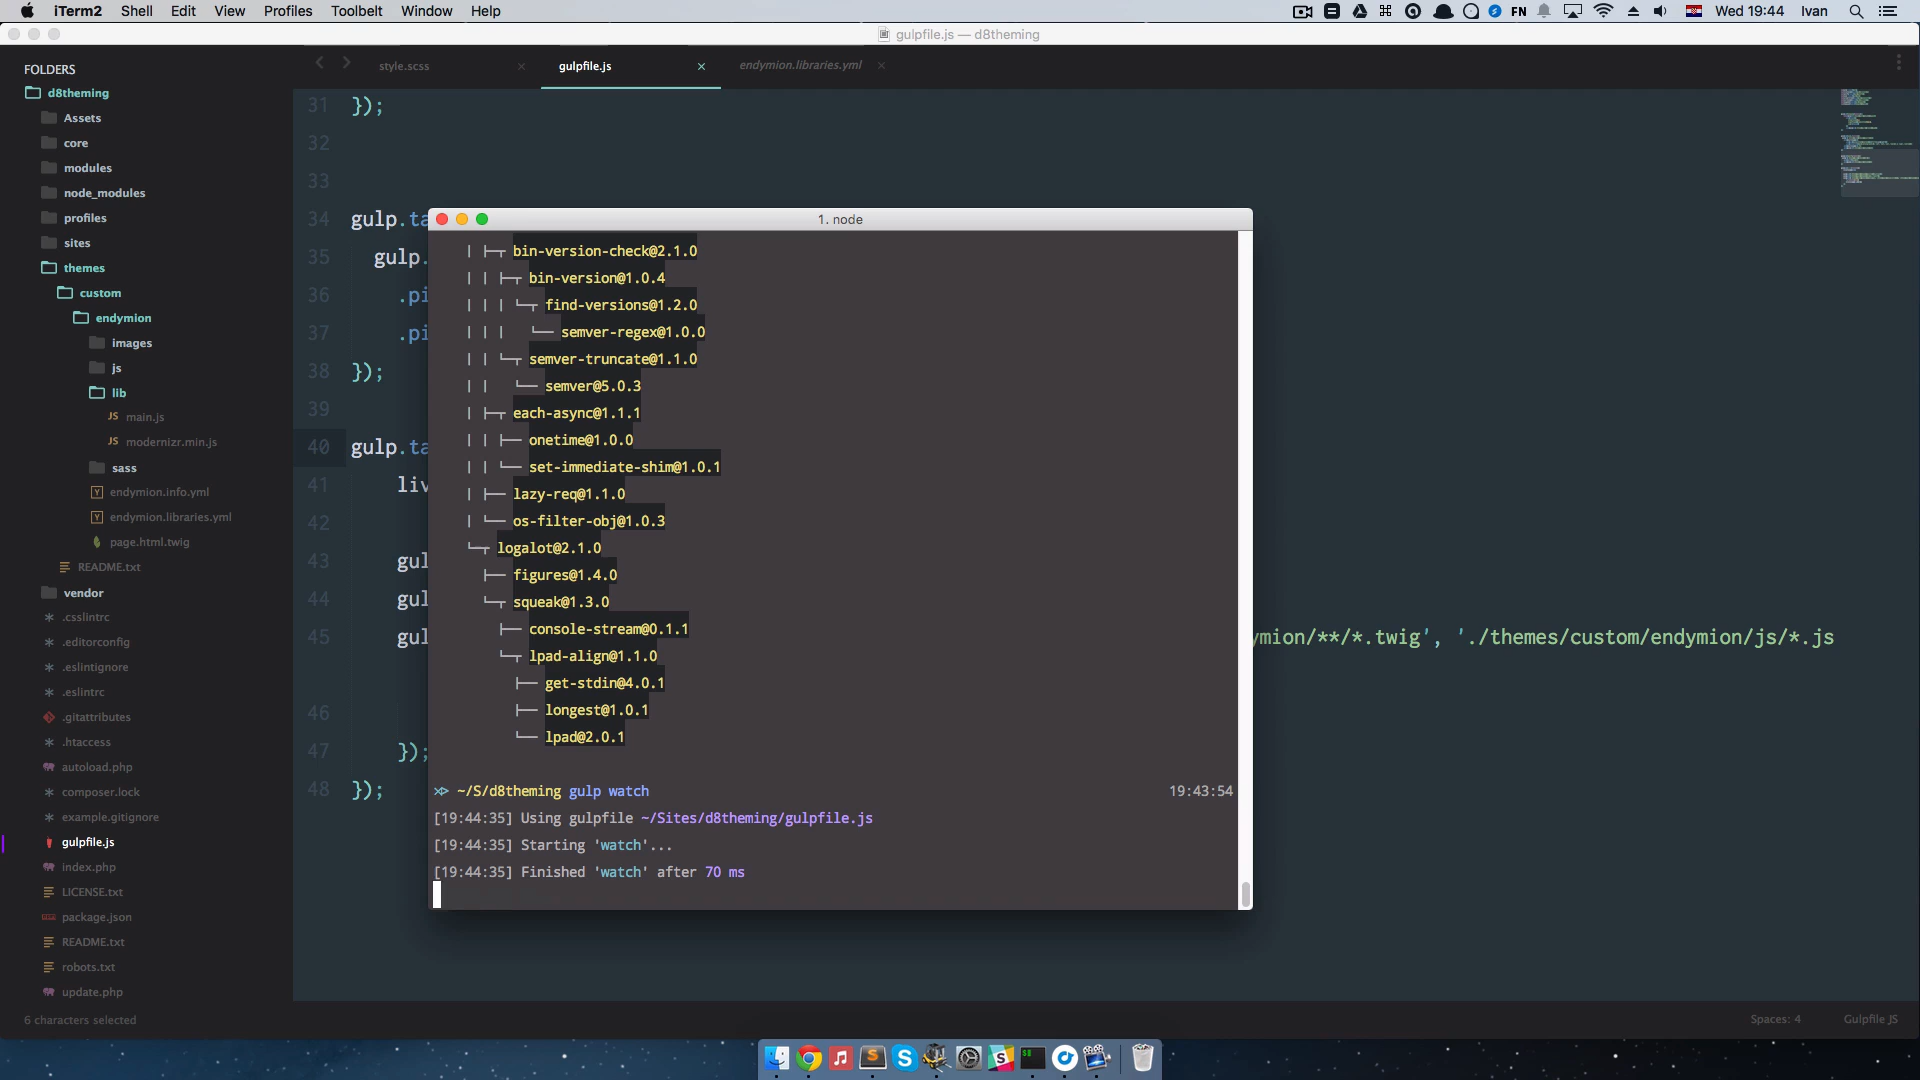 iTerm2 Shell Edit View Profiles Toolbelt Window Help
FN Wed 19:44 Ivan
gulpfile.js — d8theming
FOLDERS
d8theming
Assets
core
modules
node_modules
profiles
sites
themes
custom
endymion
images
js
lib
JS main.js
JS modernizr.min.js
sass
Y endymion.info.yml
Y endymion.libraries.yml
page.html.twig
README.txt
vendor
.csslintrc
.editorconfig
.eslintignore
.eslintrc
.gitattributes
.htaccess
autoload.php
composer.lock
example.gitignore
gulpfile.js
index.php
LICENSE.txt
package.json
README.txt
robots.txt
update.php
6 characters selected
style.scss
gulpfile.js
endymion.libraries.yml
31 });
32
33
34 gulp.ta
35 gulp.
36 .pi
37 .pi
38 });
39
40 gulp.ta
41 liv
42
43 gul
44 gul
45 gul
ymion/**/*.twig', './themes/custom/endymion/js/*.js
46
47 });
48 });
1. node
│ ├─┬ bin-version-check@2.1.0
│ │ ├─┬ bin-version@1.0.4
│ │ │ └─┬ find-versions@1.2.0
│ │ │   └── semver-regex@1.0.0
│ │ └─┬ semver-truncate@1.1.0
│ │   └── semver@5.0.3
│ ├─┬ each-async@1.1.1
│ │ ├── onetime@1.0.0
│ │ └── set-immediate-shim@1.0.1
│ ├── lazy-req@1.1.0
│ └── os-filter-obj@1.0.3
└─┬ logalot@2.1.0
  ├── figures@1.4.0
  └─┬ squeak@1.3.0
    ├── console-stream@0.1.1
    └─┬ lpad-align@1.1.0
      ├── get-stdin@4.0.1
      ├── longest@1.0.1
      └── lpad@2.0.1
~/S/d8theming gulp watch 19:43:54
[19:44:35] Using gulpfile ~/Sites/d8theming/gulpfile.js
[19:44:35] Starting 'watch'...
[19:44:35] Finished 'watch' after 70 ms
Spaces: 4 Gulpfile JS